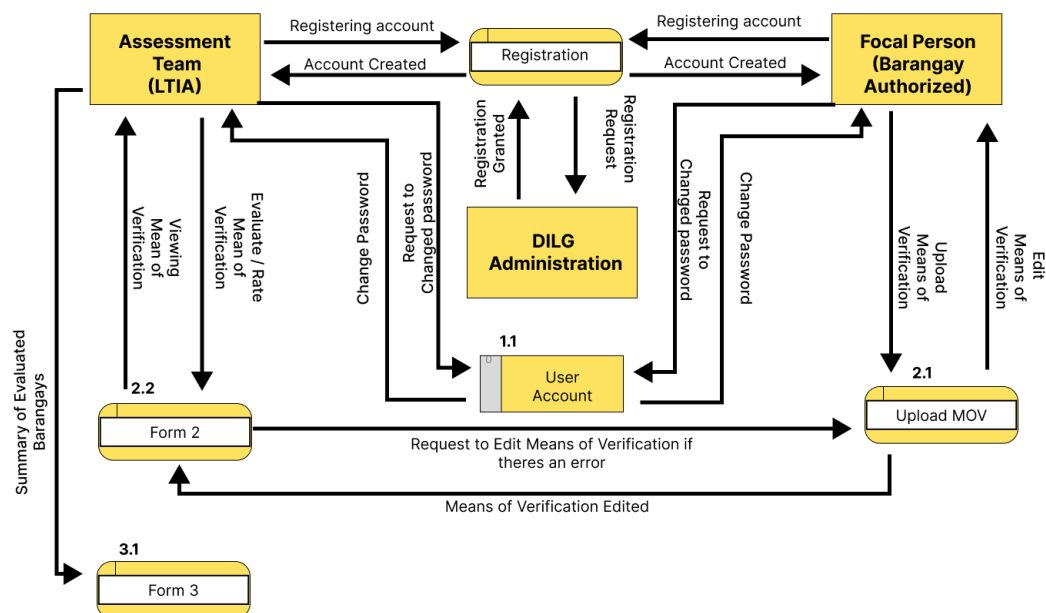 Assessment
Team
(LTIA)
Registering account
Account Created
Registration
Registering account
Account Created
Focal Person
(Barangay
Authorized)
Registration
Granted
Registration
Request
DILG
Administration
Viewing
Mean of
Verification
Evaluate / Rate
Mean of
Verification
Change Password
Request to
Changed password
Request to
Changed password
Change Password
Upload
Means of
Verification
Edit
Means of
Verification
1.1
0
User
Account
2.2
Form 2
2.1
Upload MOV
Request to Edit Means of Verification if
theres an error
Means of Verification Edited
Summary of Evaluated
Barangays
3.1
Form 3